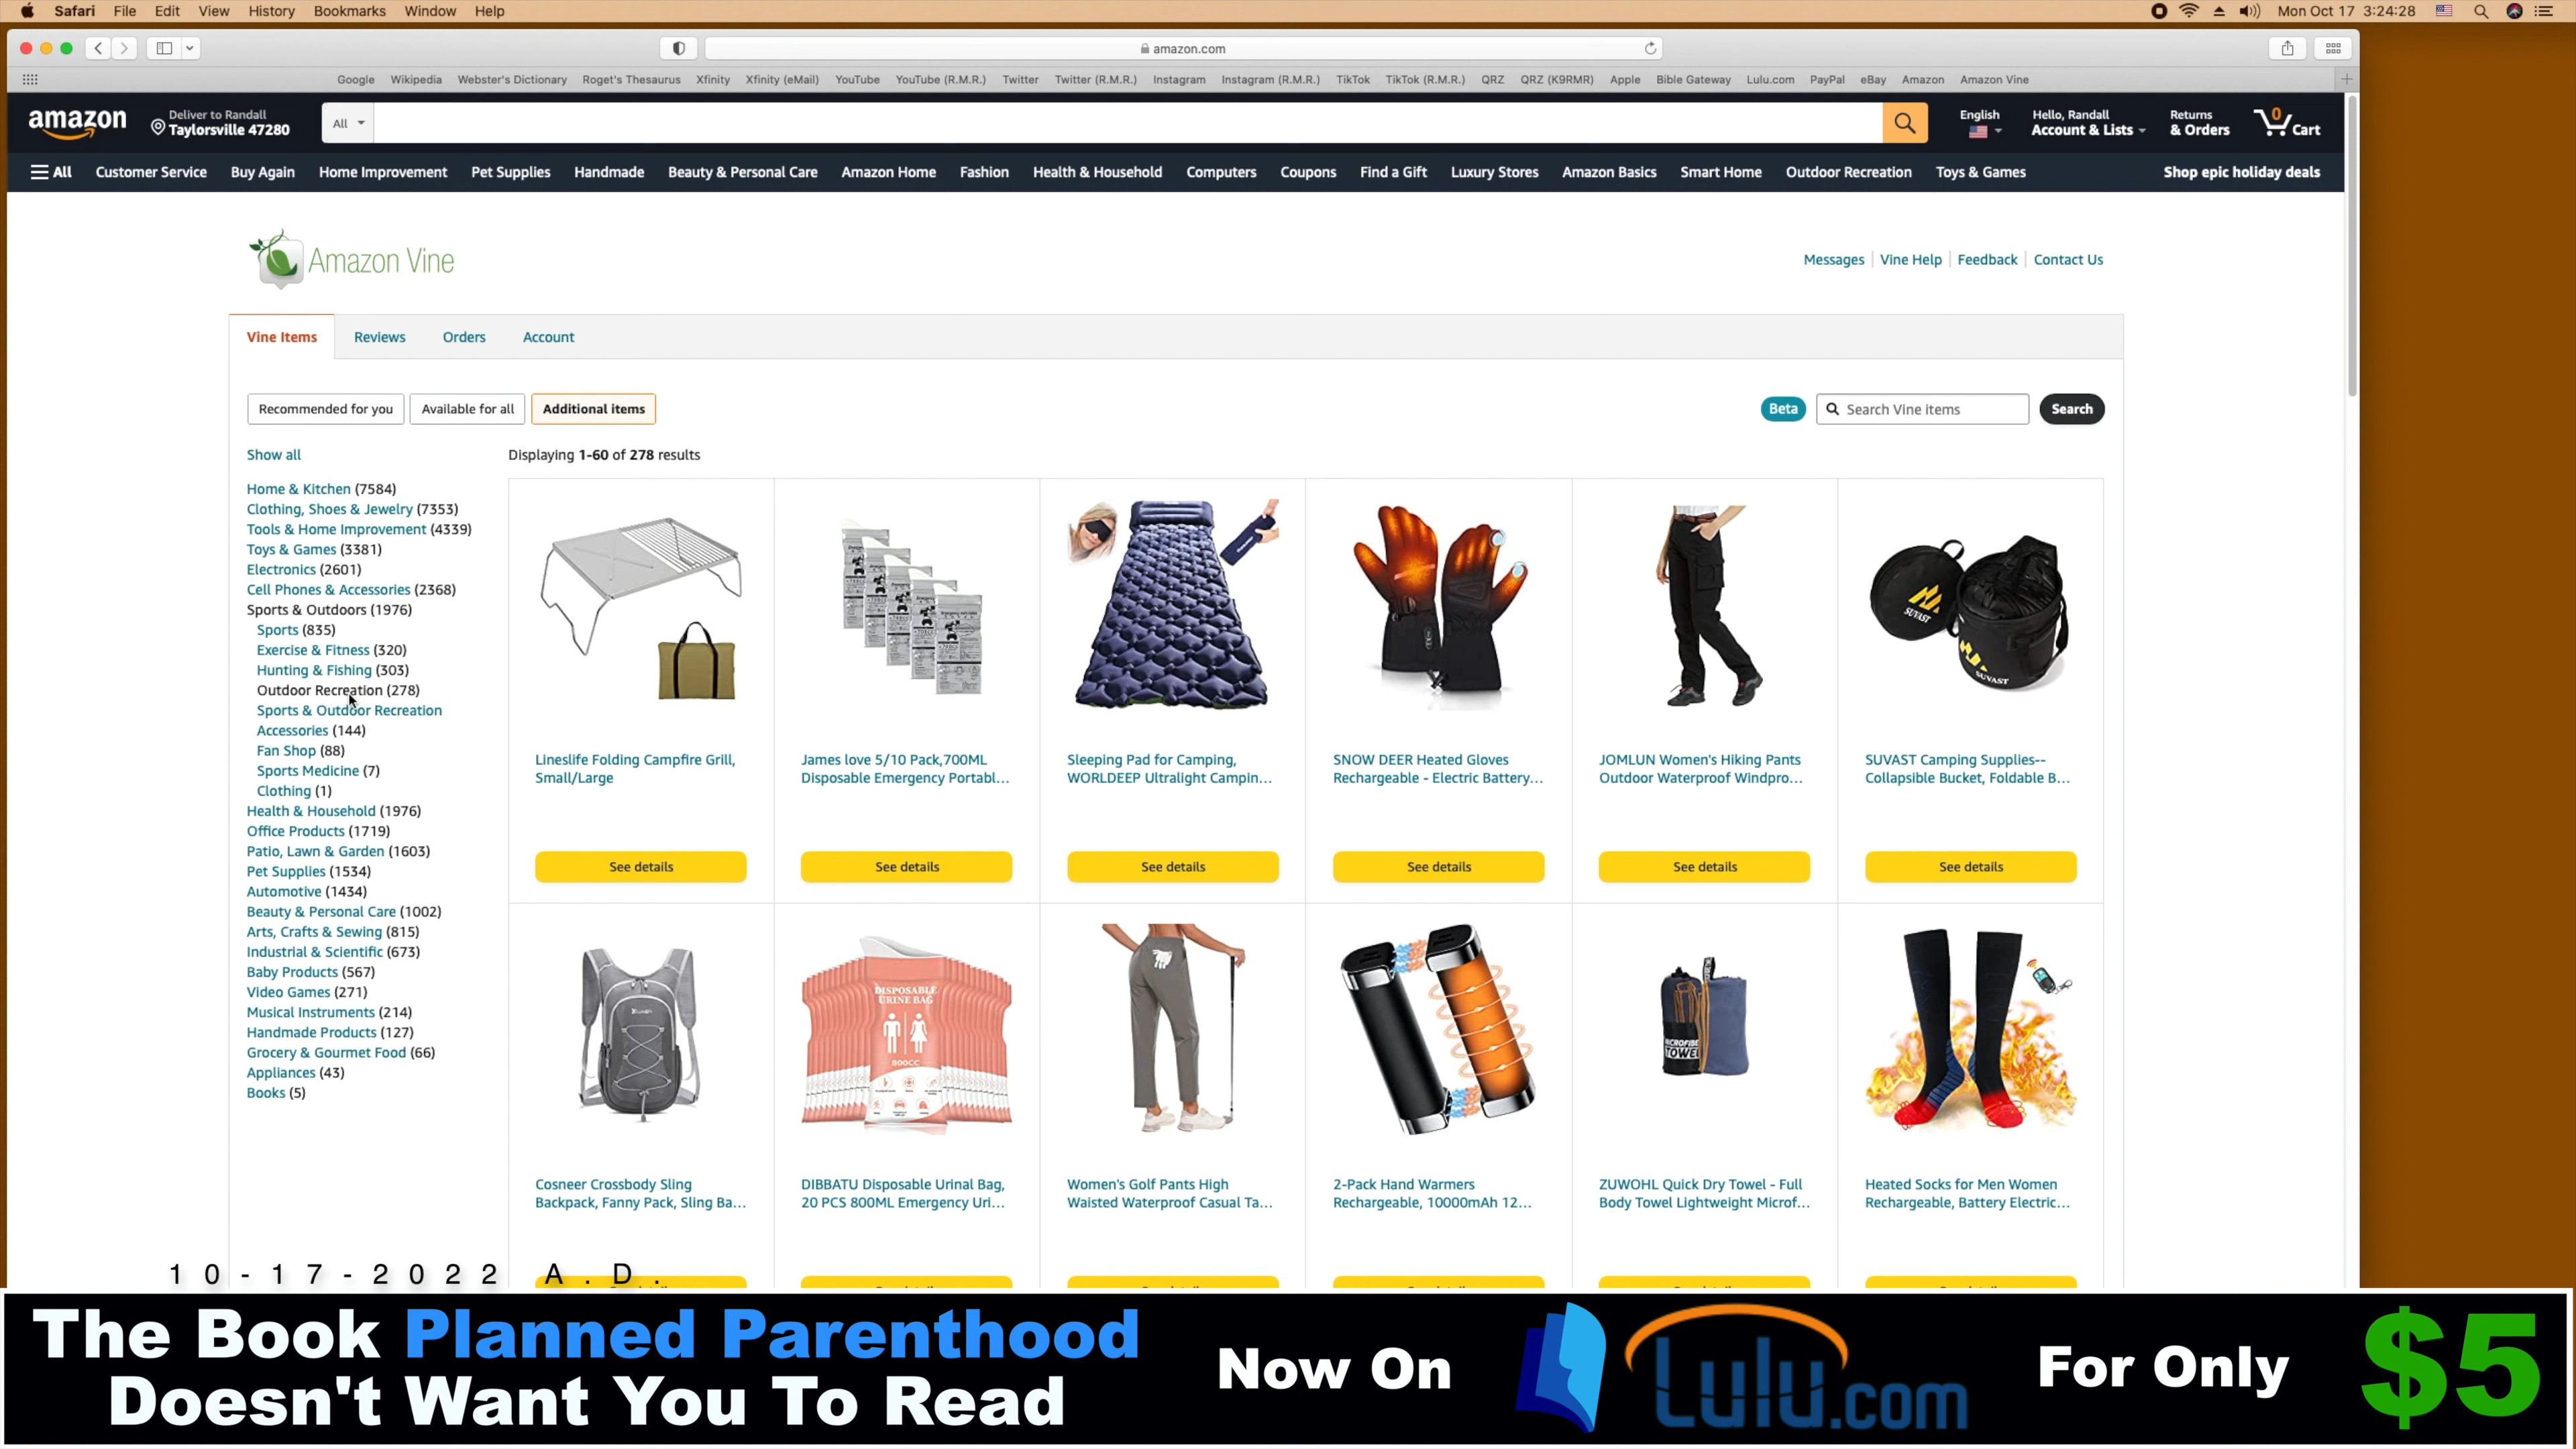 Safari File Edit View History Bookmarks Window Help
Mon Oct 17 3:24:28
amazon.com
Google Wikipedia Webster's Dictionary Roget's Thesaurus Xfinity Xfinity (eMail) YouTube YouTube (R.M.R.) Twitter Twitter (R.M.R.) Instagram Instagram (R.M.R.) TikTok TikTok (R.M.R.) QRZ QRZ (K9RMR) Apple Bible Gateway Lulu.com PayPal eBay Amazon Amazon Vine
amazon
Deliver to Randall
Taylorsville 47280
All
English
Hello, Randall
Account & Lists
Returns
& Orders
0
Cart
All Customer Service Buy Again Home Improvement Pet Supplies Handmade Beauty & Personal Care Amazon Home Fashion Health & Household Computers Coupons Find a Gift Luxury Stores Amazon Basics Smart Home Outdoor Recreation Toys & Games
Shop epic holiday deals
Amazon Vine
Messages Vine Help Feedback Contact Us
Vine Items Reviews Orders Account
Recommended for you Available for all Additional items
Beta Search Vine items Search
Show all
Displaying 1-60 of 278 results
Home & Kitchen (7584)
Clothing, Shoes & Jewelry (7353)
Tools & Home Improvement (4339)
Toys & Games (3381)
Electronics (2601)
Cell Phones & Accessories (2368)
Sports & Outdoors (1976)
Sports (835)
Exercise & Fitness (320)
Hunting & Fishing (303)
Outdoor Recreation (278)
Sports & Outdoor Recreation
Accessories (144)
Fan Shop (88)
Sports Medicine (7)
Clothing (1)
Health & Household (1976)
Office Products (1719)
Patio, Lawn & Garden (1603)
Pet Supplies (1534)
Automotive (1434)
Beauty & Personal Care (1002)
Arts, Crafts & Sewing (815)
Industrial & Scientific (673)
Baby Products (567)
Video Games (271)
Musical Instruments (214)
Handmade Products (127)
Grocery & Gourmet Food (66)
Appliances (43)
Books (5)
SUVAST
SUVAST
Lineslife Folding Campfire Grill,
Small/Large
James love 5/10 Pack,700ML
Disposable Emergency Portabl...
Sleeping Pad for Camping,
WORLDEEP Ultralight Campin...
SNOW DEER Heated Gloves
Rechargeable - Electric Battery...
JOMLUN Women's Hiking Pants
Outdoor Waterproof Windpro...
SUVAST Camping Supplies--
Collapsible Bucket, Foldable B...
See details See details See details See details See details See details
DISPOSABLE
URINE BAG
800CC
MICROFIBE
TOWE
Cosneer Crossbody Sling
Backpack, Fanny Pack, Sling Ba...
DIBBATU Disposable Urinal Bag,
20 PCS 800ML Emergency Uri...
Women's Golf Pants High
Waisted Waterproof Casual Ta...
2-Pack Hand Warmers
Rechargeable, 10000mAh 12...
ZUWOHL Quick Dry Towel - Full
Body Towel Lightweight Microf...
Heated Socks for Men Women
Rechargeable, Battery Electric...
10-17-2022 A.D.
The Book Planned Parenthood
Doesn't Want You To Read
Now On
Lulu.com
For Only
$5